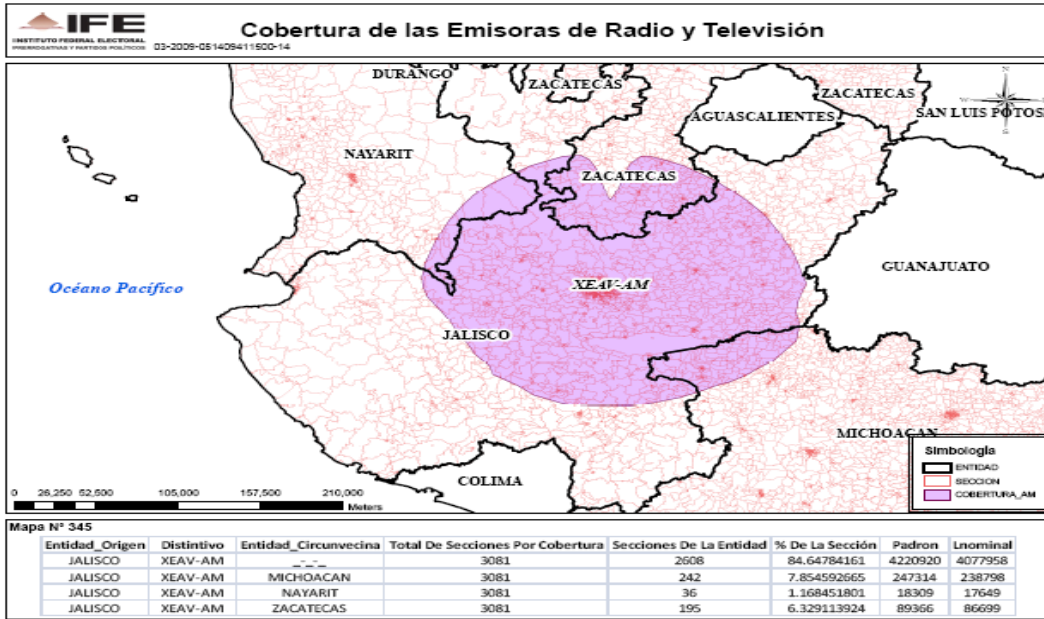 IFE
INSTITUTO FEDERAL ELECTORAL
PRERROGATIVAS Y PARTIDOS POLÍTICOS
03-2009-051409411500-14
Cobertura de las Emisoras de Radio y Televisión
DURANGO
ZACATECAS
ZACATECAS
N
W
E
S
SAN LUIS POTOSI
AGUASCALIENTES
NAYARIT
ZACATECAS
GUANAJUATO
Océano Pacífico
XEAV-AM
JALISCO
MICHOACAN
COLIMA
Simbología
ENTIDAD
SECCION
COBERTURA_AM
0 26,250 52,500 105,000 157,500 210,000
Meters
Mapa N° 345
Entidad_Origen Distintivo Entidad_Circunvecina Total De Secciones Por Cobertura Secciones De La Entidad % De La Sección Padron Lnominal
JALISCO XEAV-AM _-_-_ 3081 2608 84.64784161 4220920 4077958
JALISCO XEAV-AM MICHOACAN 3081 242 7.854592665 247314 238798
JALISCO XEAV-AM NAYARIT 3081 36 1.168451801 18309 17649
JALISCO XEAV-AM ZACATECAS 3081 195 6.329113924 89366 86699